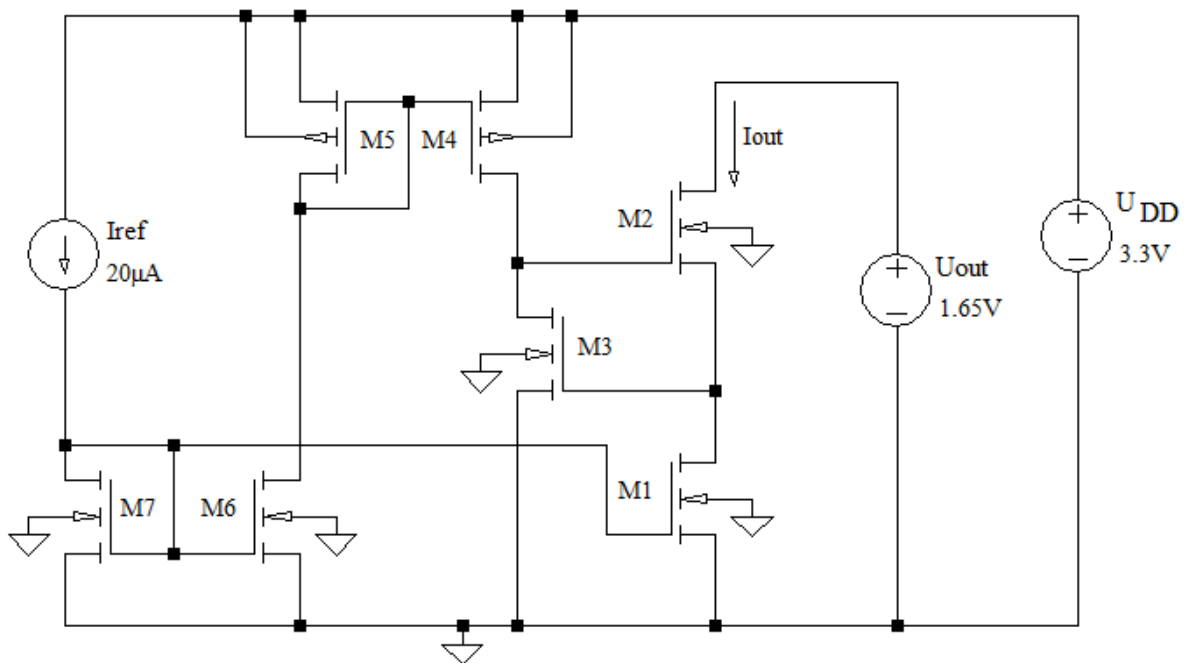 M5
M4
Iout
M2
U DD
3.3V
Iref
20µA
Uout
1.65V
M3
M7
M6
M1